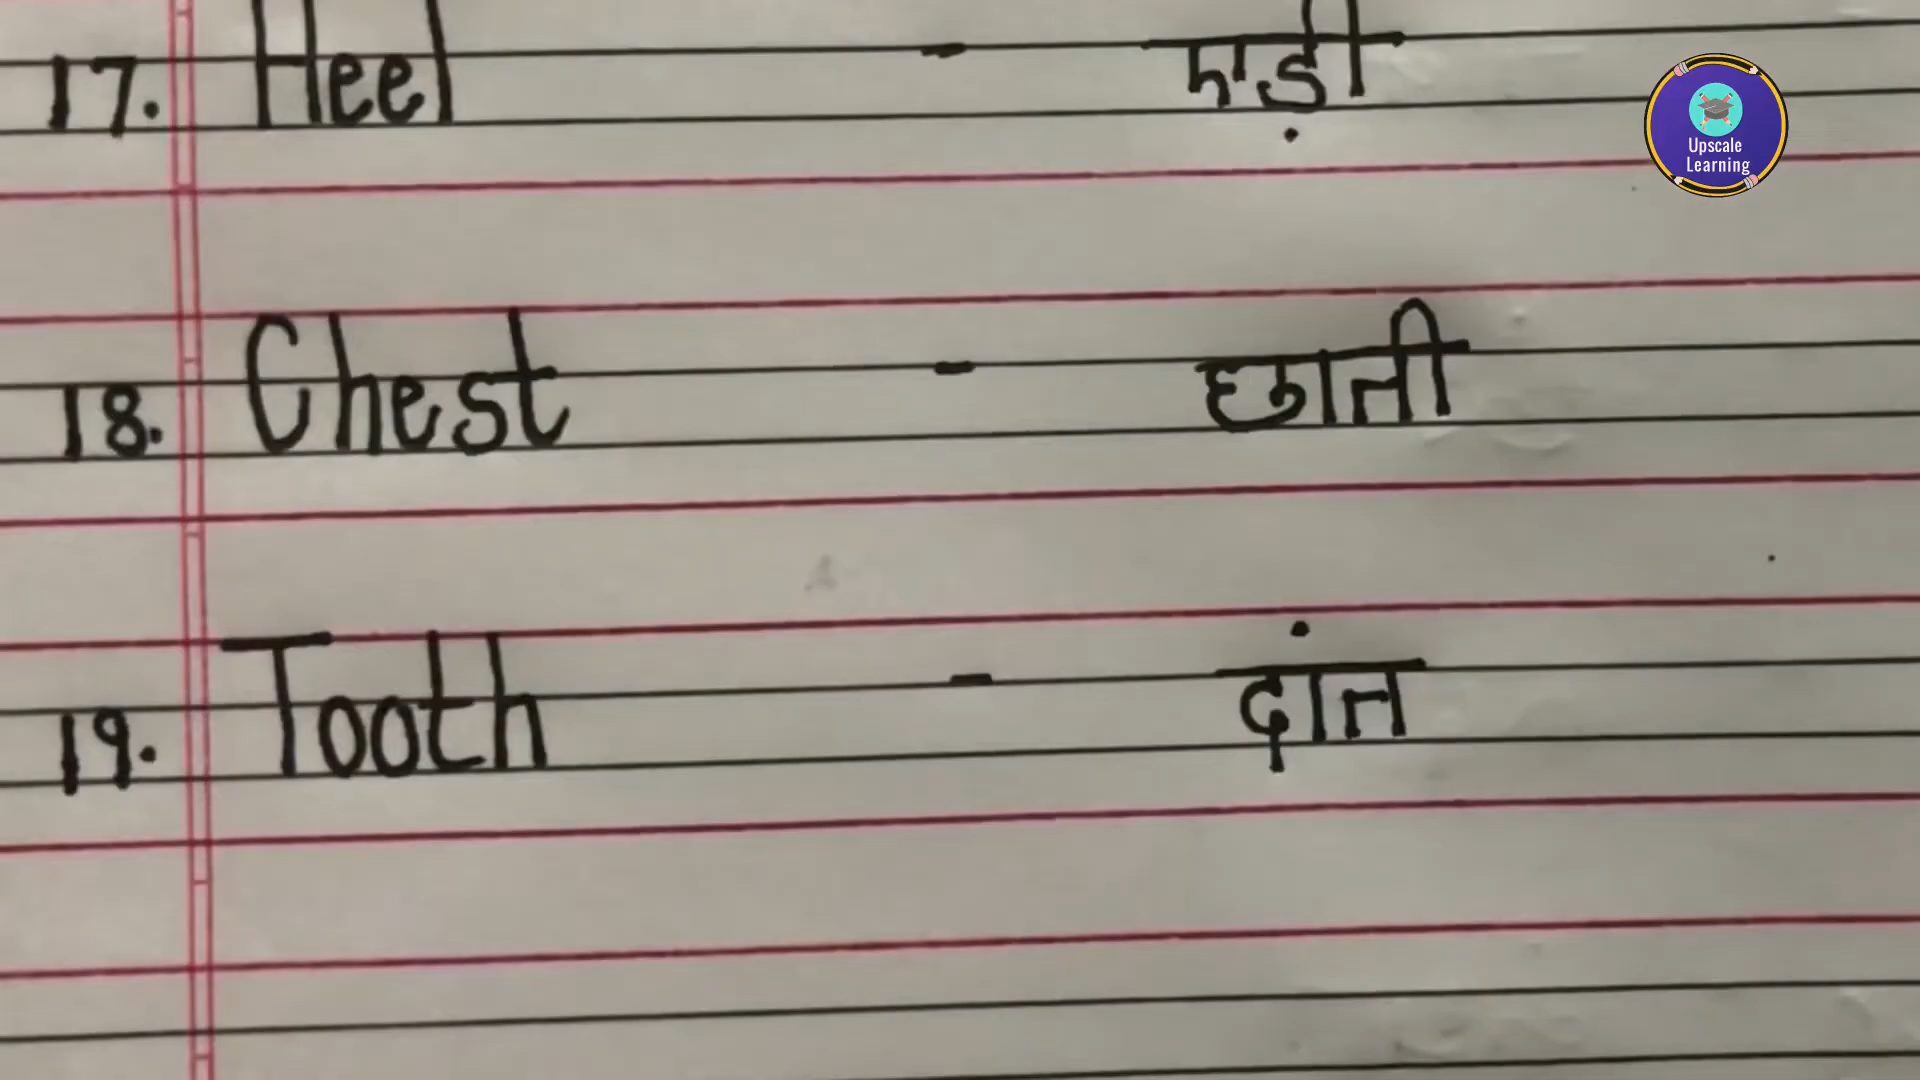 17. Heel - एड़ी
18. Chest - छाती
19. Tooth - दांत
Upscale
Learning